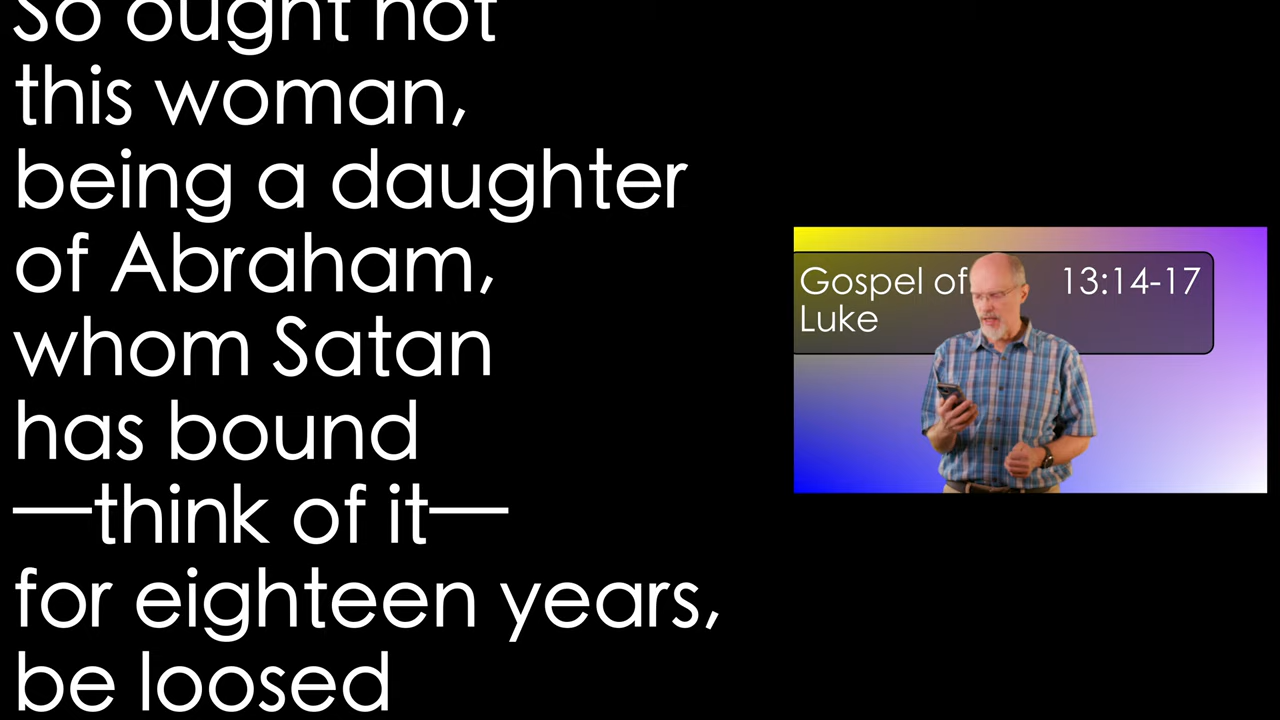 So ought not
this woman,
being a daughter
of Abraham,
whom Satan
has bound
—think of it—
for eighteen years,
be loosed
Gospel of 13:14-17
Luke